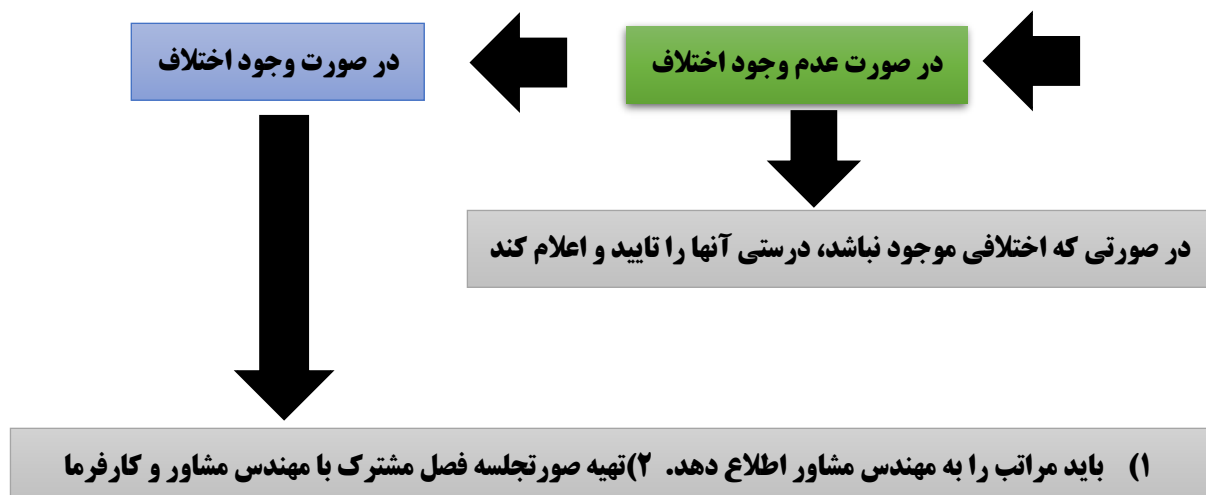 در صورت عدم وجود اختلاف
در صورت وجود اختلاف
در صورتی که اختلافی موجود نباشد، درستی آنها را تایید و اعلام کند
۱) باید مراتب را به مهندس مشاور اطلاع دهد. ۲)تهیه صورتجلسه فصل مشترک با مهندس مشاور و کارفرما